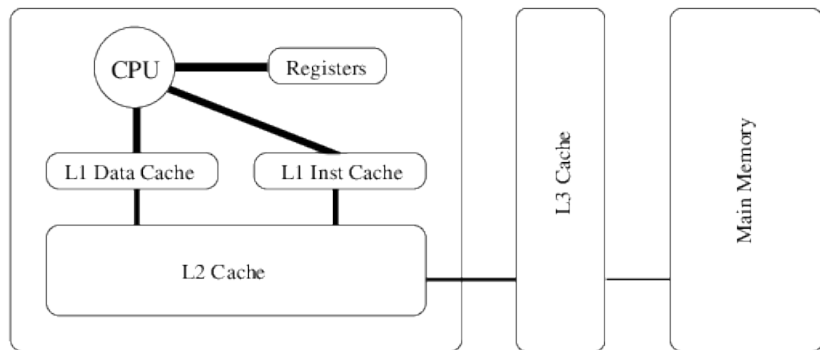 CPU
Registers
L1 Data Cache
L1 Inst Cache
L2 Cache
L3 Cache
Main Memory